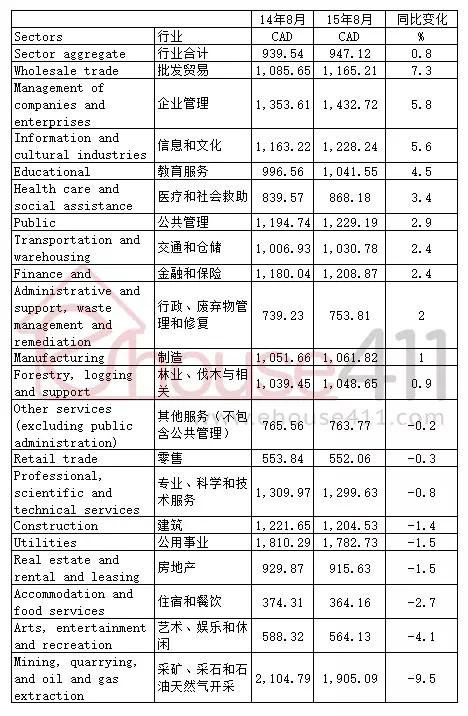 14年8月 15年8月 同比变化
Sectors 行业 CAD CAD %
Sector aggregate 行业合计 939.54 947.12 0.8
Wholesale trade 批发贸易 1,085.65 1,165.21 7.3
Management of
companies and
enterprises 企业管理 1,353.61 1,432.72 5.8
Information and
cultural industries 信息和文化 1,163.22 1,228.24 5.6
Educational 教育服务 996.56 1,041.55 4.5
Health care and
social assistance 医疗和社会救助 839.57 868.18 3.4
Public 公共管理 1,194.74 1,229.19 2.9
Transportation and
warehousing 交通和仓储 1,006.93 1,030.78 2.4
Finance and 金融和保险 1,180.04 1,208.87 2.4
Administrative and
support, waste
management and
remediation 行政、废弃物管
理和修复 739.23 753.81 2
Manufacturing 制造 1,051.66 1,061.82 1
Forestry, logging
and support 林业、伐木与相
关 1,039.45 1,048.65 0.9
Other services
(excluding public
administration) 其他服务（不包
含公共管理） 765.56 763.77 -0.2
Retail trade 零售 553.84 552.06 -0.3
Professional,
scientific and
technical services 专业、科学和技
术服务 1,309.97 1,299.63 -0.8
Construction 建筑 1,221.65 1,204.53 -1.4
Utilities 公用事业 1,810.29 1,782.73 -1.5
Real estate and
rental and leasing 房地产 929.87 915.63 -1.5
Accommodation and
food services 住宿和餐饮 374.31 364.16 -2.7
Arts, entertainment
and recreation 艺术、娱乐和休
闲 588.32 564.13 -4.1
Mining, quarrying,
and oil and gas
extraction 采矿、采石和石
油天然气开采 2,104.79 1,905.09 -9.5
ehouse411
www.ehouse411.com